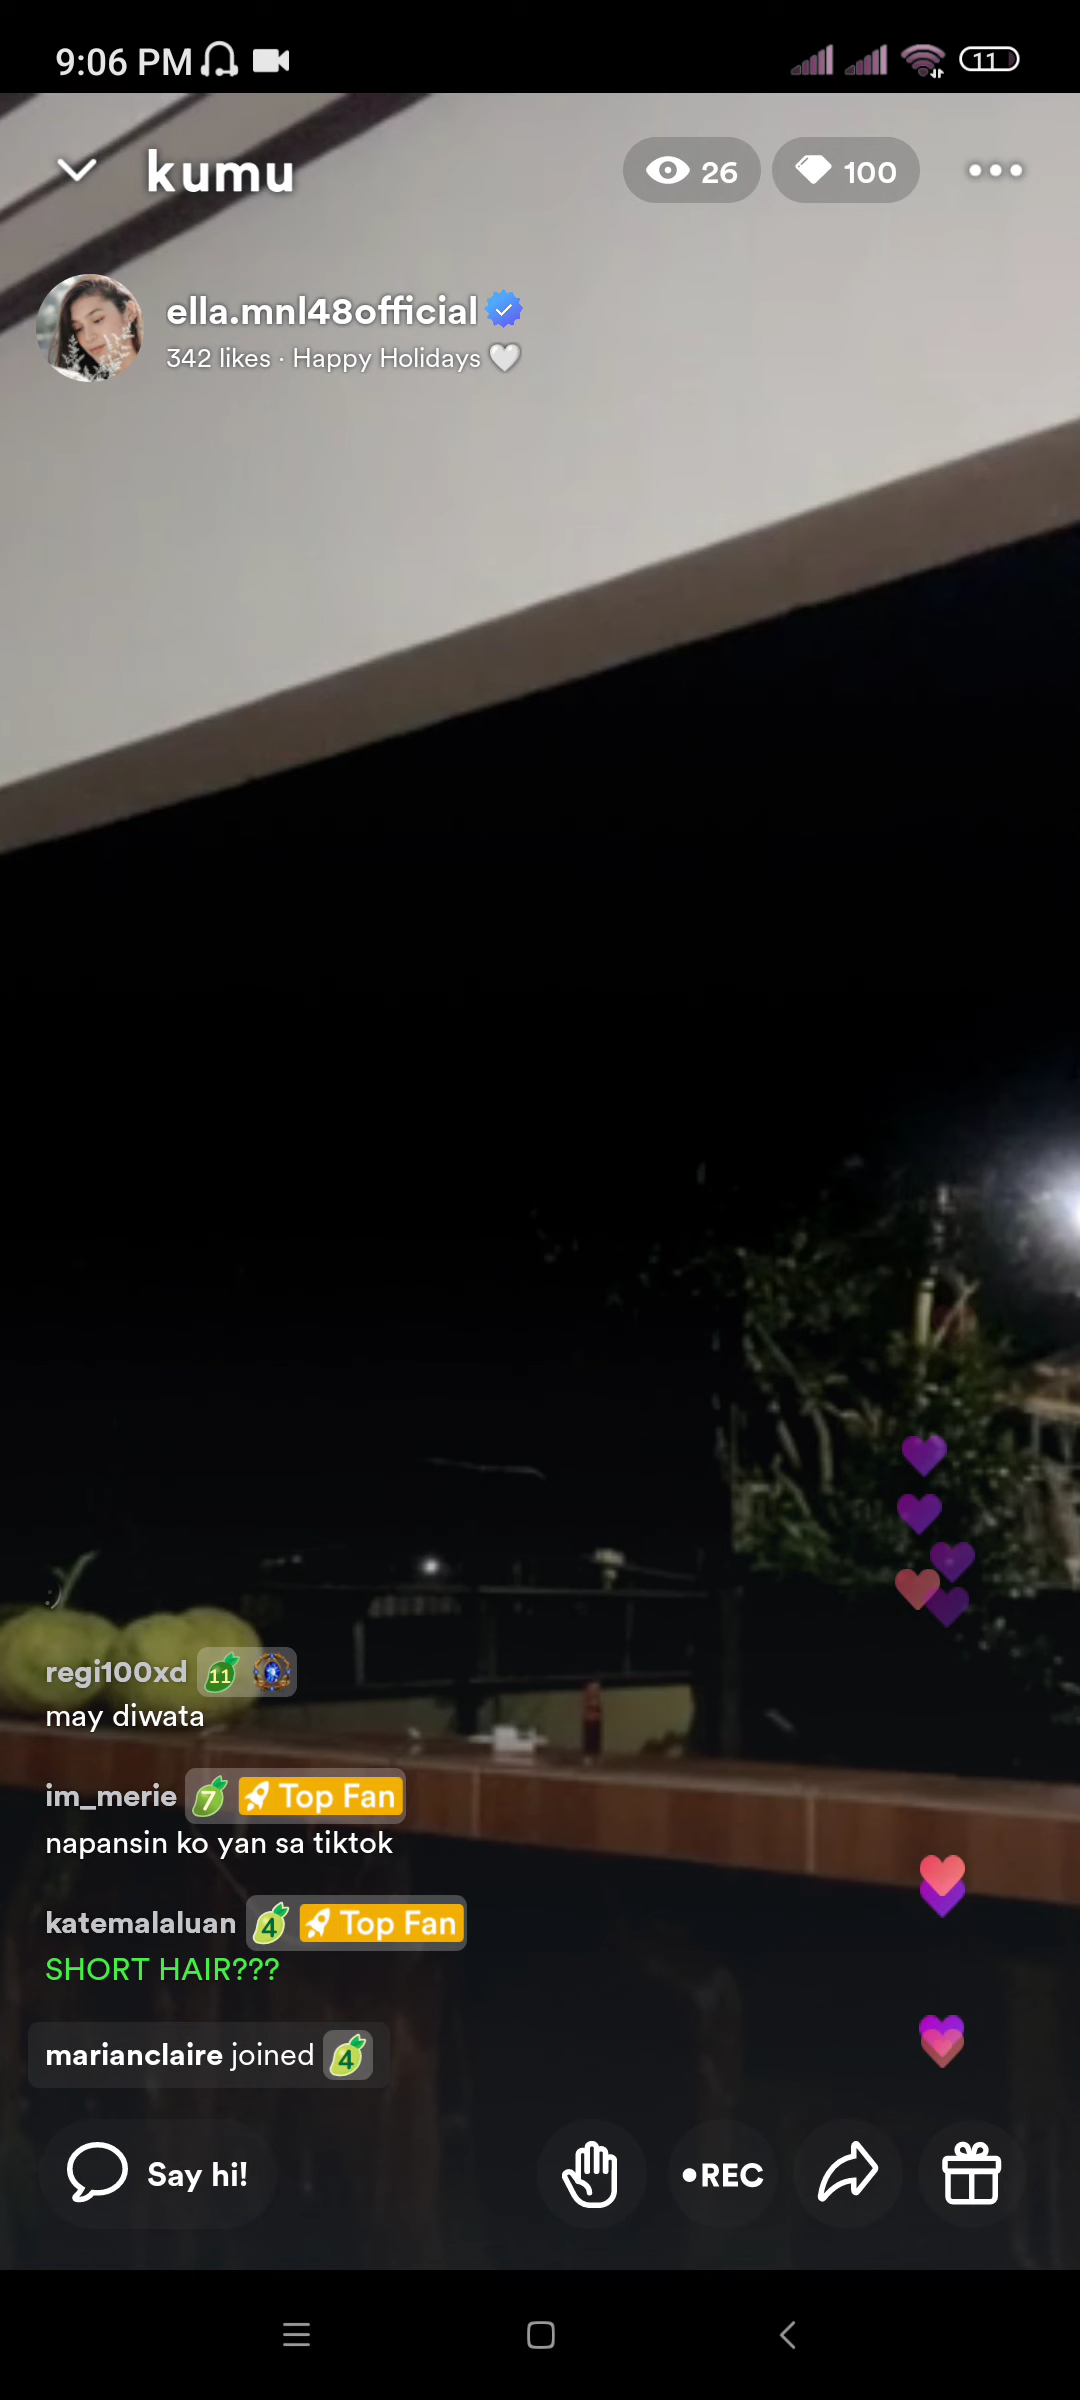 9:06 PM
11
kumu
26
100
ella.mnl48official
342 likes · Happy Holidays 🤍
:)
regi100xd 11
may diwata
im_merie 7 Top Fan
napansin ko yan sa tiktok
katemalaluan 4 Top Fan
SHORT HAIR???
marianclaire joined 4
Say hi!
•REC